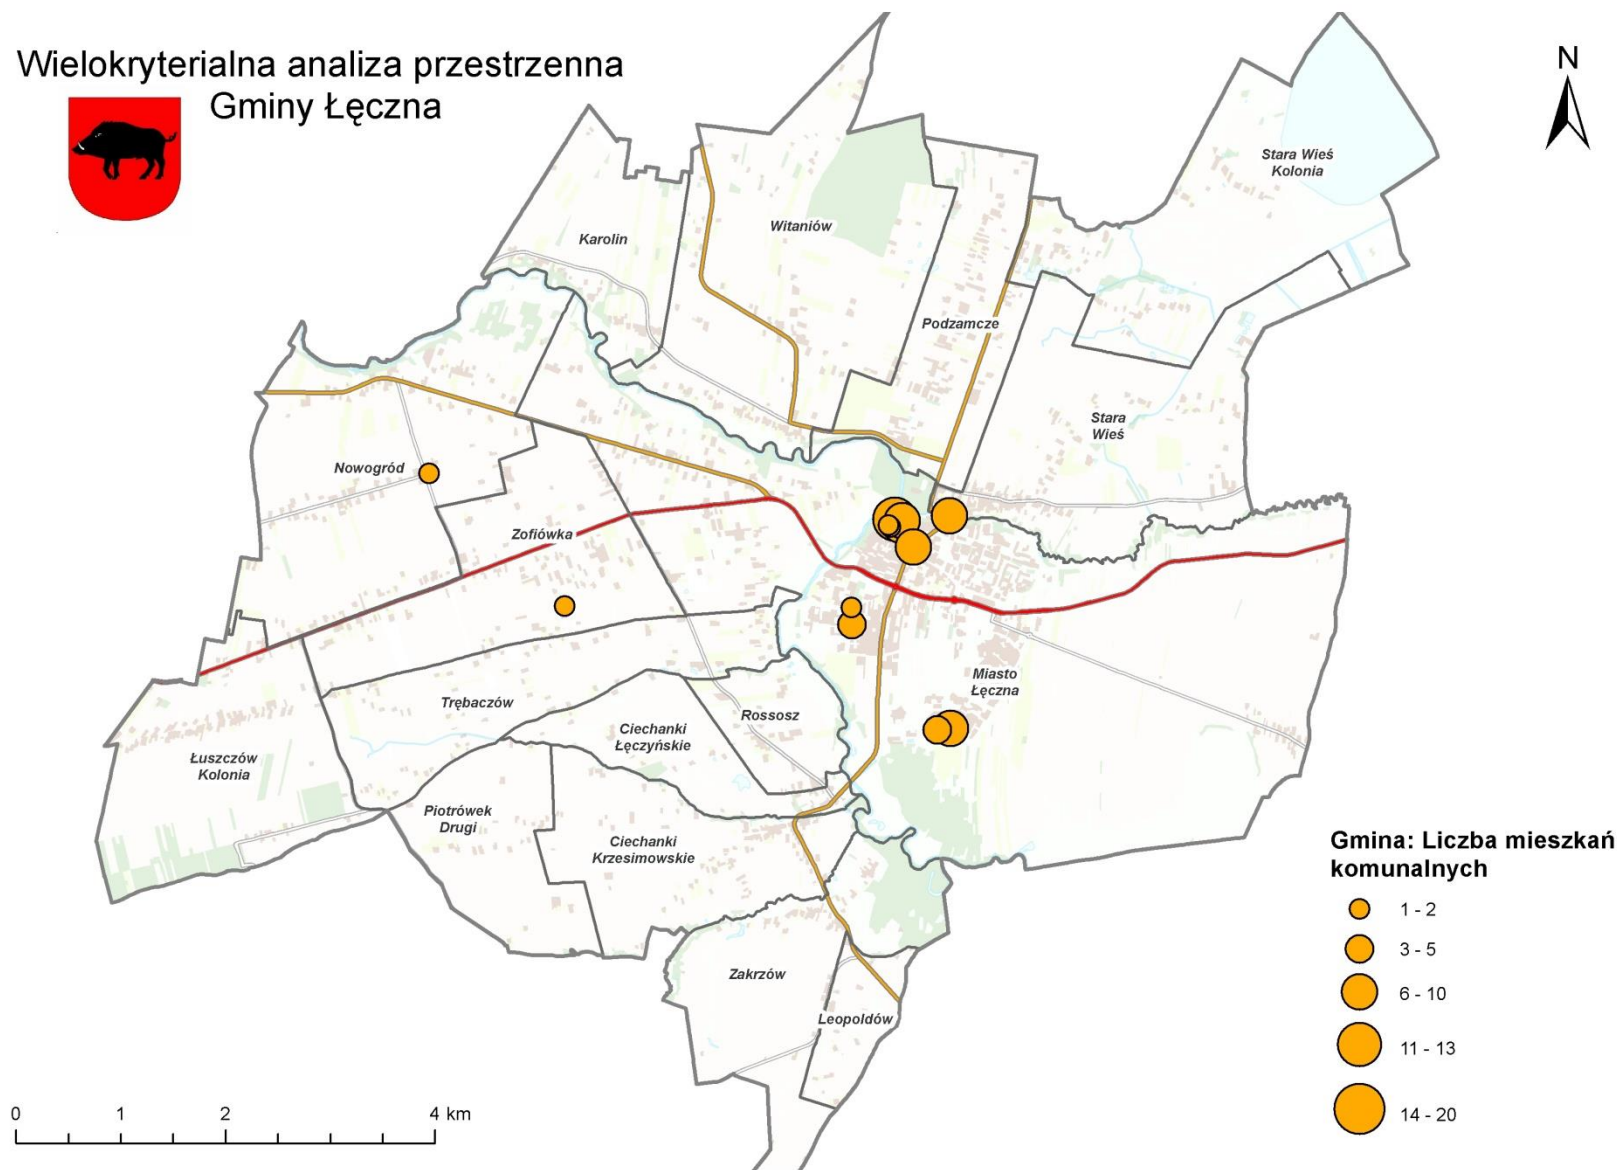 Wielokryterialna analiza przestrzenna
Gminy Łęczna
N
Stara Wieś
Kolonia
Karolin
Witaniów
Podzamcze
Stara
Wieś
Nowogród
Zofiówka
Miasto
Łęczna
Trębaczów
Rossosz
Ciechanki
Łęczyńskie
Łuszczów
Kolonia
Piotrówek
Drugi
Ciechanki
Krzesimowskie
Zakrzów
Leopoldów
Gmina: Liczba mieszkań
komunalnych
1 - 2
3 - 5
6 - 10
11 - 13
14 - 20
0 1 2 4 km